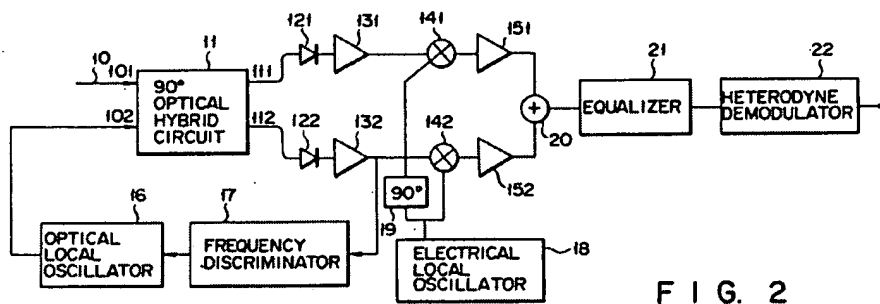 121
131
141
151
10
101
11
111
21
22
90°
OPTICAL
HYBRID
CIRCUIT
EQUALIZER
HETERODYNE
DEMODULATOR
102
112
122
132
142
20
152
16
17
90°
19
18
OPTICAL
LOCAL
OSCILLATOR
FREQUENCY
DISCRIMINATOR
ELECTRICAL
LOCAL
OSCILLATOR
FIG. 2